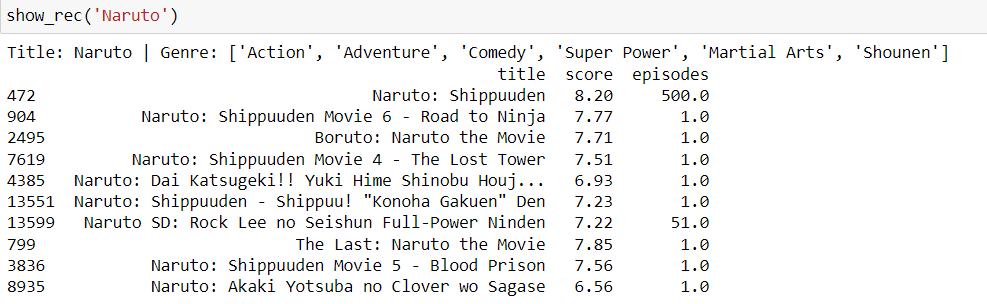 show_rec('Naruto')
Title: Naruto | Genre: ['Action', 'Adventure', 'Comedy', 'Super Power', 'Martial Arts', 'Shounen']
title score episodes
472 Naruto: Shippuuden 8.20 500.0
904 Naruto: Shippuuden Movie 6 - Road to Ninja 7.77 1.0
2495 Boruto: Naruto the Movie 7.71 1.0
7619 Naruto: Shippuuden Movie 4 - The Lost Tower 7.51 1.0
4385 Naruto: Dai Katsugeki!! Yuki Hime Shinobu Houj... 6.93 1.0
13551 Naruto: Shippuuden - Shippuu! "Konoha Gakuen" Den 7.23 1.0
13599 Naruto SD: Rock Lee no Seishun Full-Power Ninden 7.22 51.0
799 The Last: Naruto the Movie 7.85 1.0
3836 Naruto: Shippuuden Movie 5 - Blood Prison 7.56 1.0
8935 Naruto: Akaki Yotsuba no Clover wo Sagase 6.56 1.0